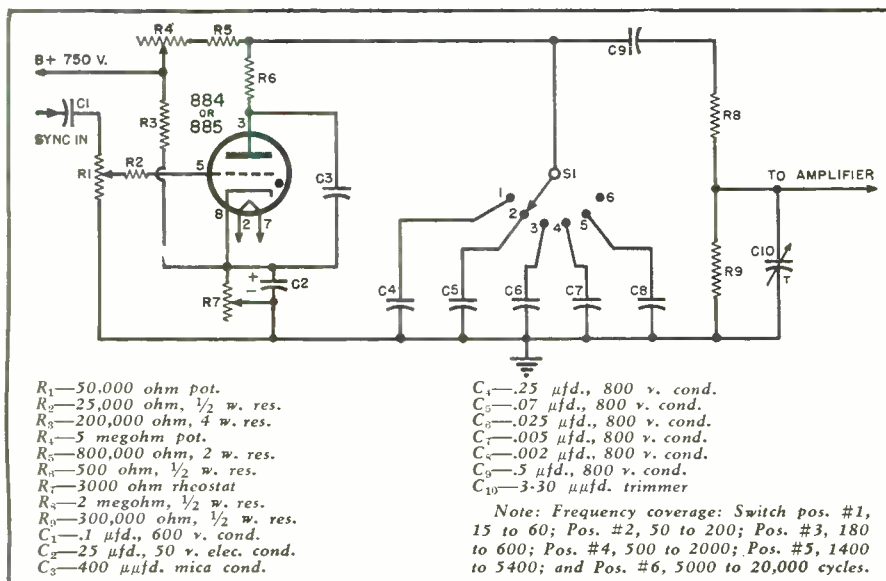 R4
R5
B+ 750 V.
C1
SYNC IN
R3
R6
884
OR
885
3
C9
R8
R1
R2
5
8
2
7
C3
S1
1
2
3
4
5
6
TO AMPLIFIER
R9
C10
T
R7
+
-
C2
C4
C5
C6
C7
C8
R₁—50,000 ohm pot.
R₂—25,000 ohm, ½ w. res.
R₃—200,000 ohm, 4 w. res.
R₄—5 megohm pot.
R₅—800,000 ohm, 2 w. res.
R₆—500 ohm, ½ w. res.
R₇—3000 ohm rheostat
R₈—2 megohm, ½ w. res.
R₉—300,000 ohm, ½ w. res.
C₁—.1 µfd., 600 v. cond.
C₂—25 µfd., 50 v. elec. cond.
C₃—400 µµfd. mica cond.
C₄—.25 µfd., 800 v. cond.
C₅—.07 µfd., 800 v. cond.
C₆—.025 µfd., 800 v. cond.
C₇—.005 µfd., 800 v. cond.
C₈—.002 µfd., 800 v. cond.
C₉—.5 µfd., 800 v. cond.
C₁₀—3-30 µµfd. trimmer
Note: Frequency coverage: Switch pos. #1,
15 to 60; Pos. #2, 50 to 200; Pos. #3, 180
to 600; Pos. #4, 500 to 2000; Pos. #5, 1400
to 5400; and Pos. #6, 5000 to 20,000 cycles.